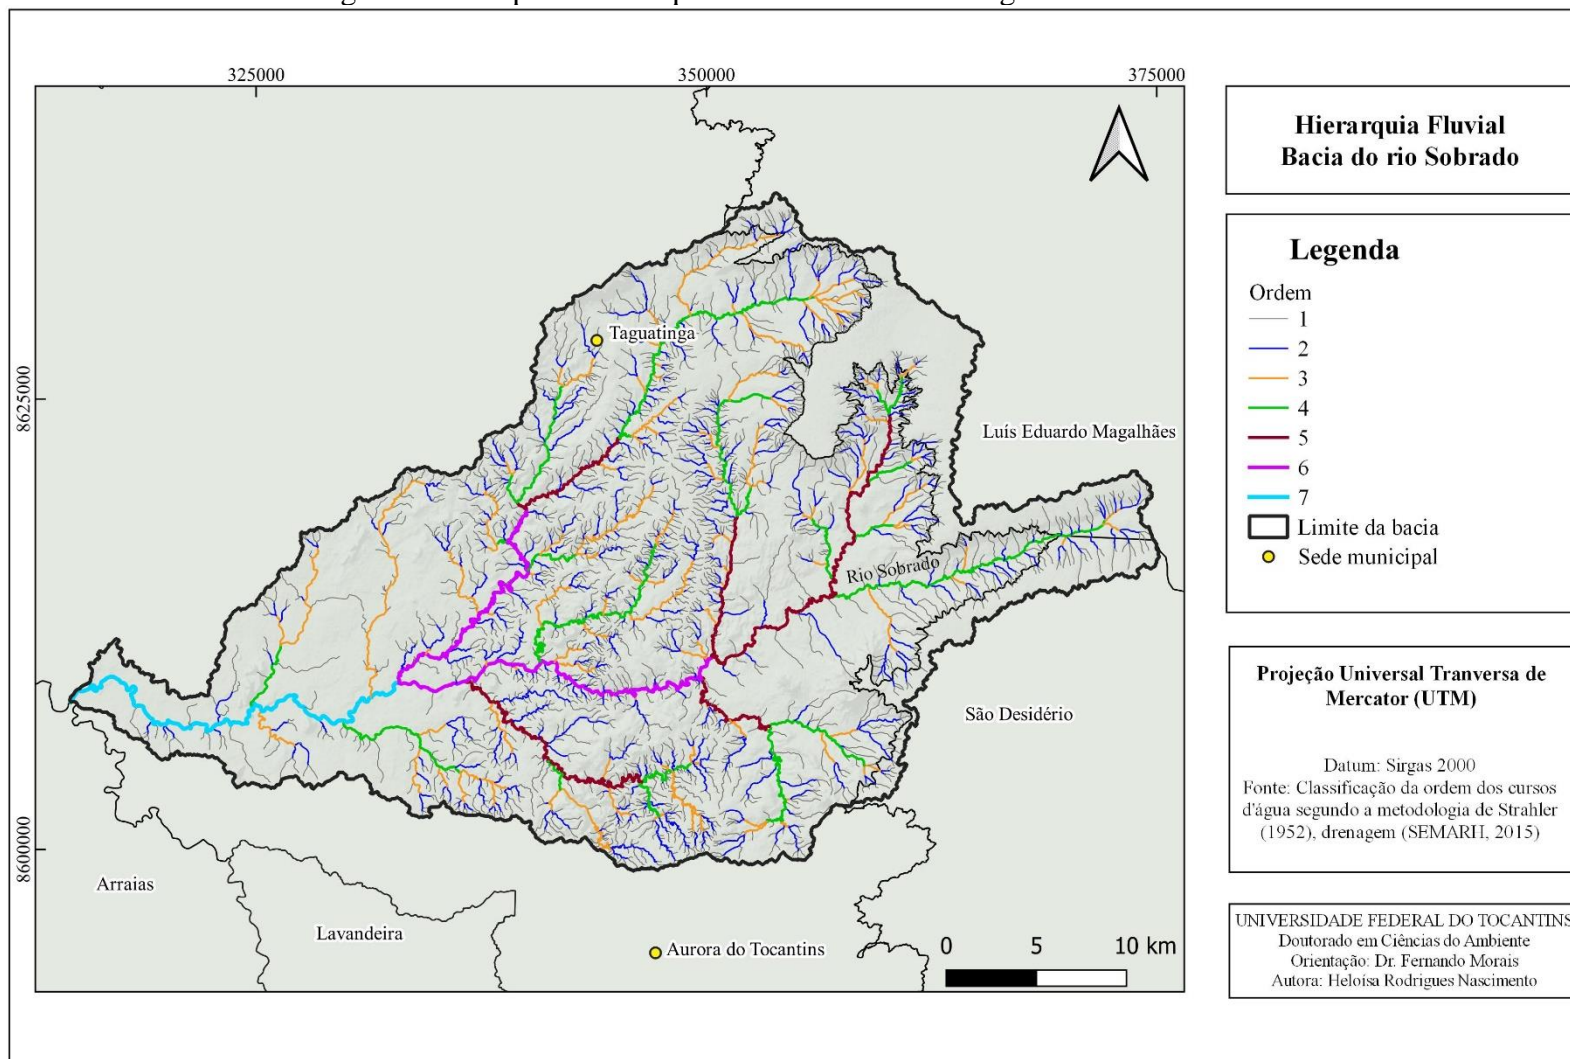 325000
350000
375000
8625000
8600000
Taguatinga
Luís Eduardo Magalhães
Rio Sobrado
São Desidério
Arraias
Lavandeira
Aurora do Tocantins
0 5 10 km
Hierarquia Fluvial
Bacia do rio Sobrado
Legenda
Ordem
1
2
3
4
5
6
7
Limite da bacia
Sede municipal
Projeção Universal Tranversa de
Mercator (UTM)
Datum: Sirgas 2000
Fonte: Classificação da ordem dos cursos
d'água segundo a metodologia de Strahler
(1952), drenagem (SEMARH, 2015)
UNIVERSIDADE FEDERAL DO TOCANTINS
Doutorado em Ciências do Ambiente
Orientação: Dr. Fernando Morais
Autora: Heloísa Rodrigues Nascimento